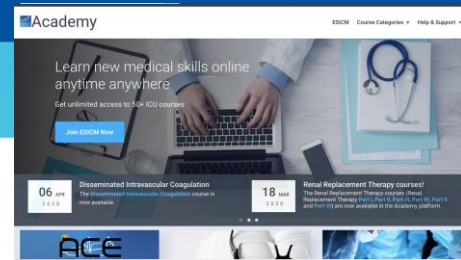 Academy
ESICM Course Categories Help & Support
Learn new medical skills online
anytime anywhere
Get unlimited access to 50+ ICU courses
Join ESICM Now
06 APR
2020
Disseminated Intravascular Coagulation
The Disseminated Intravascular Coagulation course is
now available.
18 MAR
2020
Renal Replacement Therapy courses!
The Renal Replacement Therapy courses (Renal
Replacement Therapy Part I, Part II, Part III, Part IV, Part V
and Part VI) are now available in the Academy platform.
ACE